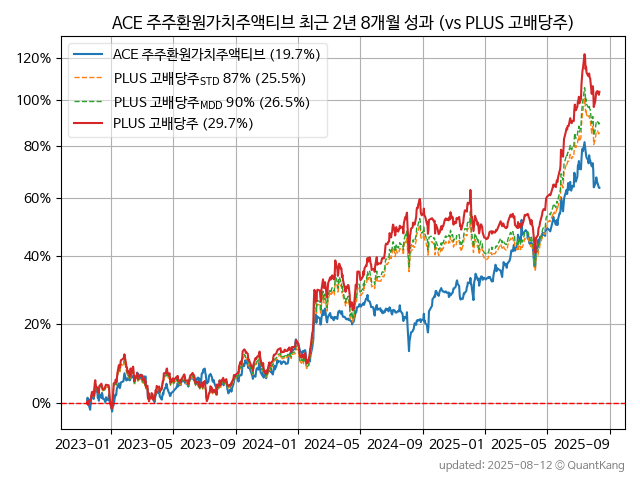 ACE 주주환원가치주액티브 최근 2년 8개월 성과 (vs PLUS 고배당주)
ACE 주주환원가치주액티브 (19.7%)
PLUS 고배당주STD 87% (25.5%)
PLUS 고배당주MDD 90% (26.5%)
PLUS 고배당주 (29.7%)
120%
100%
80%
60%
40%
20%
0%
2023-01 2023-05 2023-09 2024-01 2024-05 2024-09 2025-01 2025-05 2025-09
updated: 2025-08-12 © QuantKang